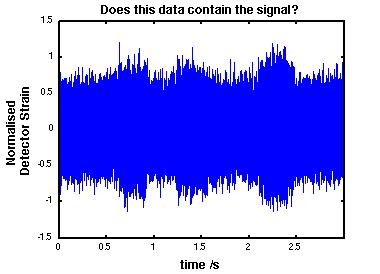 Does this data contain the signal?
1.5
1
0.5
0
-0.5
-1
-1.5
Normalised
Detector Strain
0 0.5 1 1.5 2 2.5
time /s